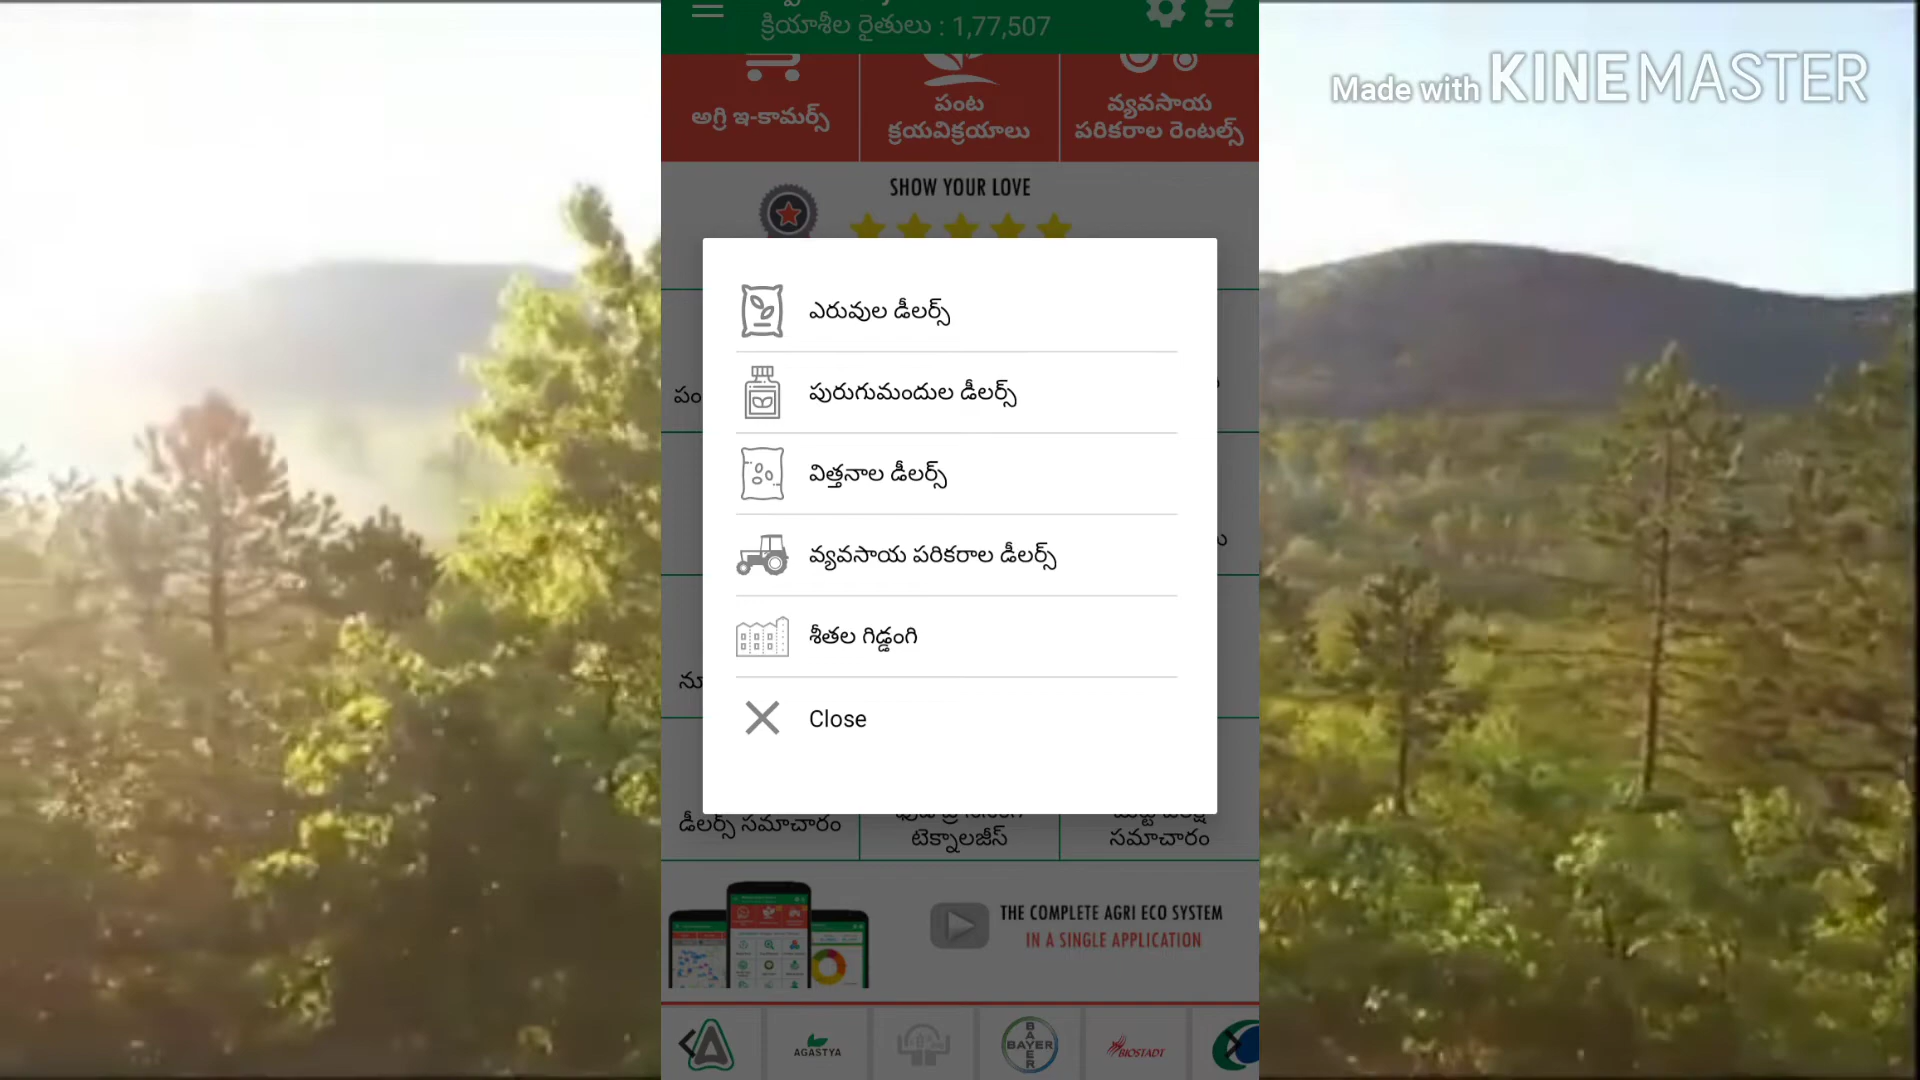 క్రియాశీల రైతులు : 1,77,507
Made with KINEMASTER
అగ్రి ఇ-కామర్స్
పంట
క్రయవిక్రయాలు
వ్యవసాయ
పరికరాల రెంటల్స్
SHOW YOUR LOVE
ఎరువుల డీలర్స్
పురుగుమందుల డీలర్స్
విత్తనాల డీలర్స్
వ్యవసాయ పరికరాల డీలర్స్
శీతల గిడ్డంగి
Close
డీలర్స్ సమాచారం
టెక్నాలజీస్
సమాచారం
THE COMPLETE AGRI ECO SYSTEM
IN A SINGLE APPLICATION
AGASTYA
BAYER
BAYER
BIOSTADT